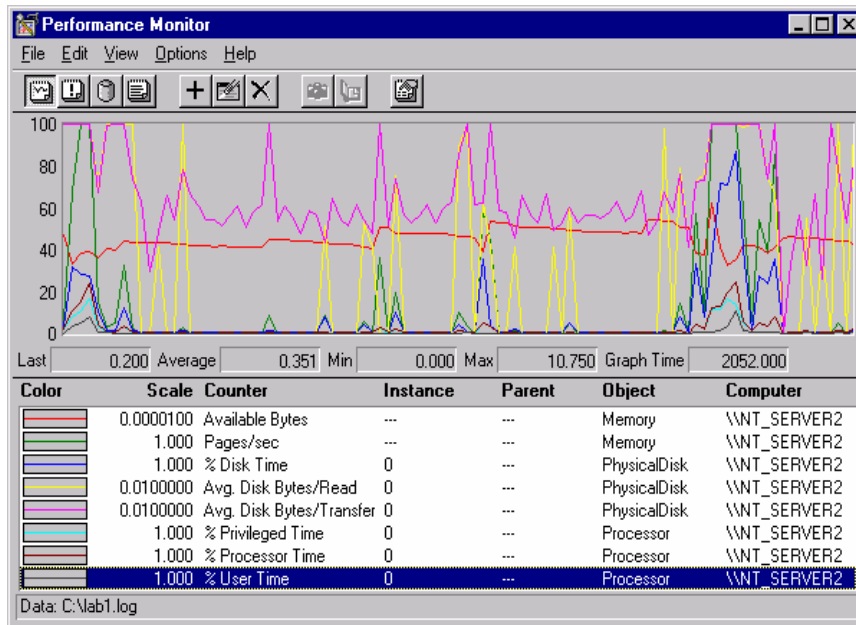 Performance Monitor
File Edit View Options Help
100
80
60
40
20
0
Last 0.200 Average 0.351 Min 0.000 Max 10.750 Graph Time 2052.000
Color Scale Counter Instance Parent Object Computer
0.0000100 Available Bytes --- --- Memory \\NT_SERVER2
1.000 Pages/sec --- --- Memory \\NT_SERVER2
1.000 % Disk Time 0 --- PhysicalDisk \\NT_SERVER2
0.0100000 Avg. Disk Bytes/Read 0 --- PhysicalDisk \\NT_SERVER2
0.0100000 Avg. Disk Bytes/Transfer 0 --- PhysicalDisk \\NT_SERVER2
1.000 % Privileged Time 0 --- Processor \\NT_SERVER2
1.000 % Processor Time 0 --- Processor \\NT_SERVER2
1.000 % User Time 0 --- Processor \\NT_SERVER2
Data: C:\lab1.log